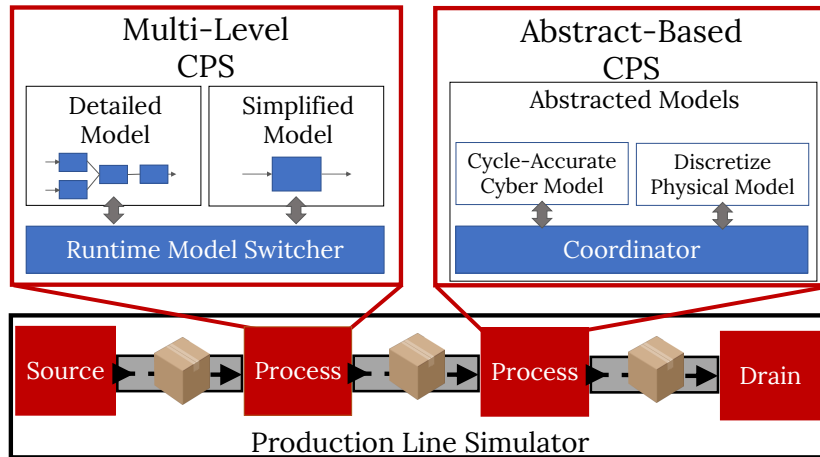 Multi-Level
CPS
Detailed
Model
Simplified
Model
Runtime Model Switcher
Abstract-Based
CPS
Abstracted Models
Cycle-Accurate
Cyber Model
Discretize
Physical Model
Coordinator
Source
Process
Process
Drain
Production Line Simulator